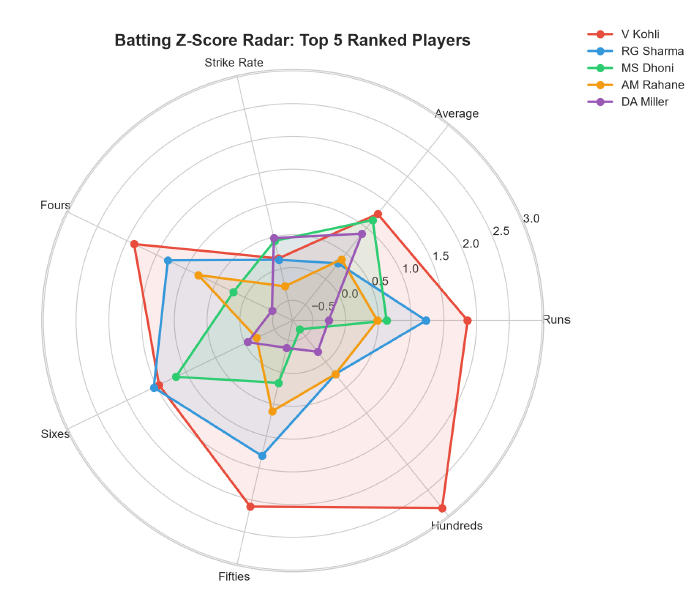 Batting Z-Score Radar: Top 5 Ranked Players
V Kohli
RG Sharma
MS Dhoni
AM Rahane
DA Miller
Strike Rate
Average
Fours
Runs
Sixes
Fifties
Hundreds
−0.5
0.0
0.5
1.0
1.5
2.0
2.5
3.0